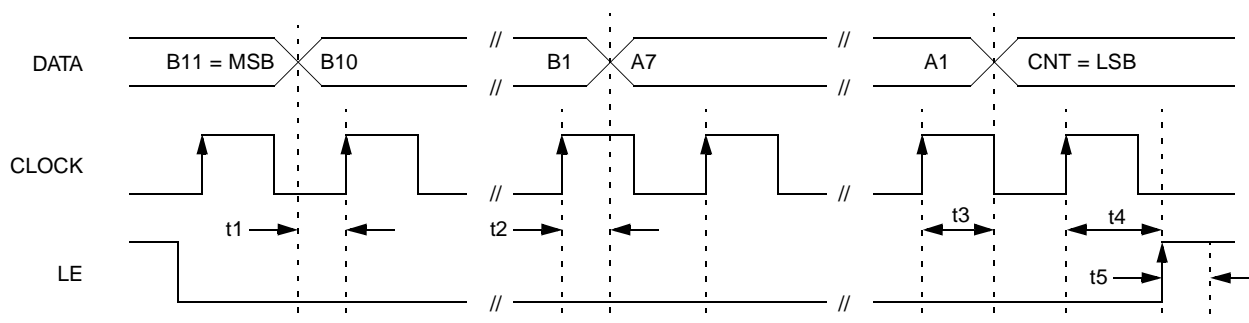 DATA
B11 = MSB
B10
//
B1
A7
//
A1
CNT = LSB
//
//
CLOCK
//
//
t1
t2
t3
t4
LE
t5
//
//